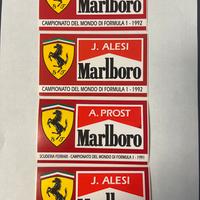 Marlboro
CAMPIONATO DEL MONDO DI FORMULA 1 - 1992
J. ALESI
Marlboro
CAMPIONATO DEL MONDO DI FORMULA 1 - 1992
A. PROST
Marlboro
SCUDERIA FERRARI - CAMPIONATO DEL MONDO DI FORMULA 1 - 1991
J. ALESI
Marlboro